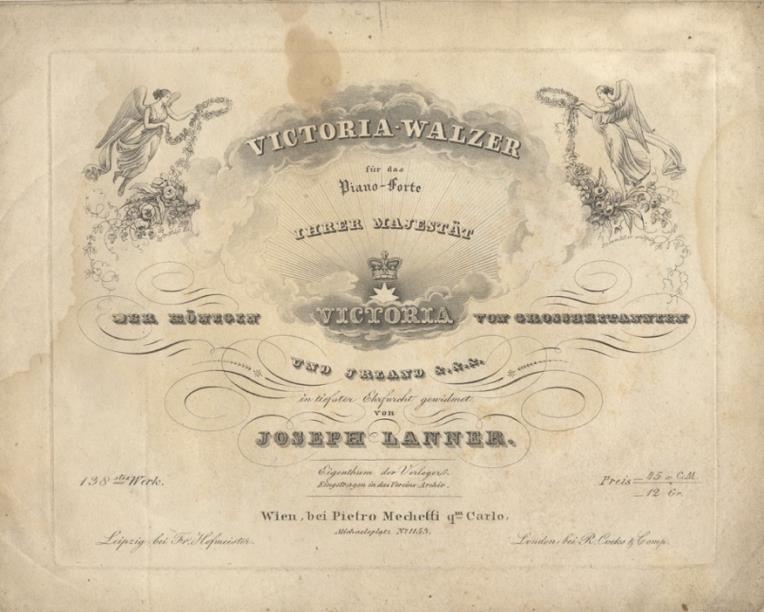 VICTORIA-WALZER
für das
Piano-Forte
IHRER MAJESTÄT
DER KÖNIGIN VICTORIA VON GROSSBRITANNIEN
UND JRLAND &.&.&.
in tiefster Ehrfurcht gewidmet
von
JOSEPH LANNER.
138ste Werk.
Eigenthum der Verleger.
Eingetragen in das Vereins-Archiv.
Preis 45 x C.M.
12 Gr.
Wien, bei Pietro Mechetti qm Carlo,
Michaelsplatz No 1153.
Leipzig, bei Fr. Hofmeister.
London, bei R. Cocks & Comp.